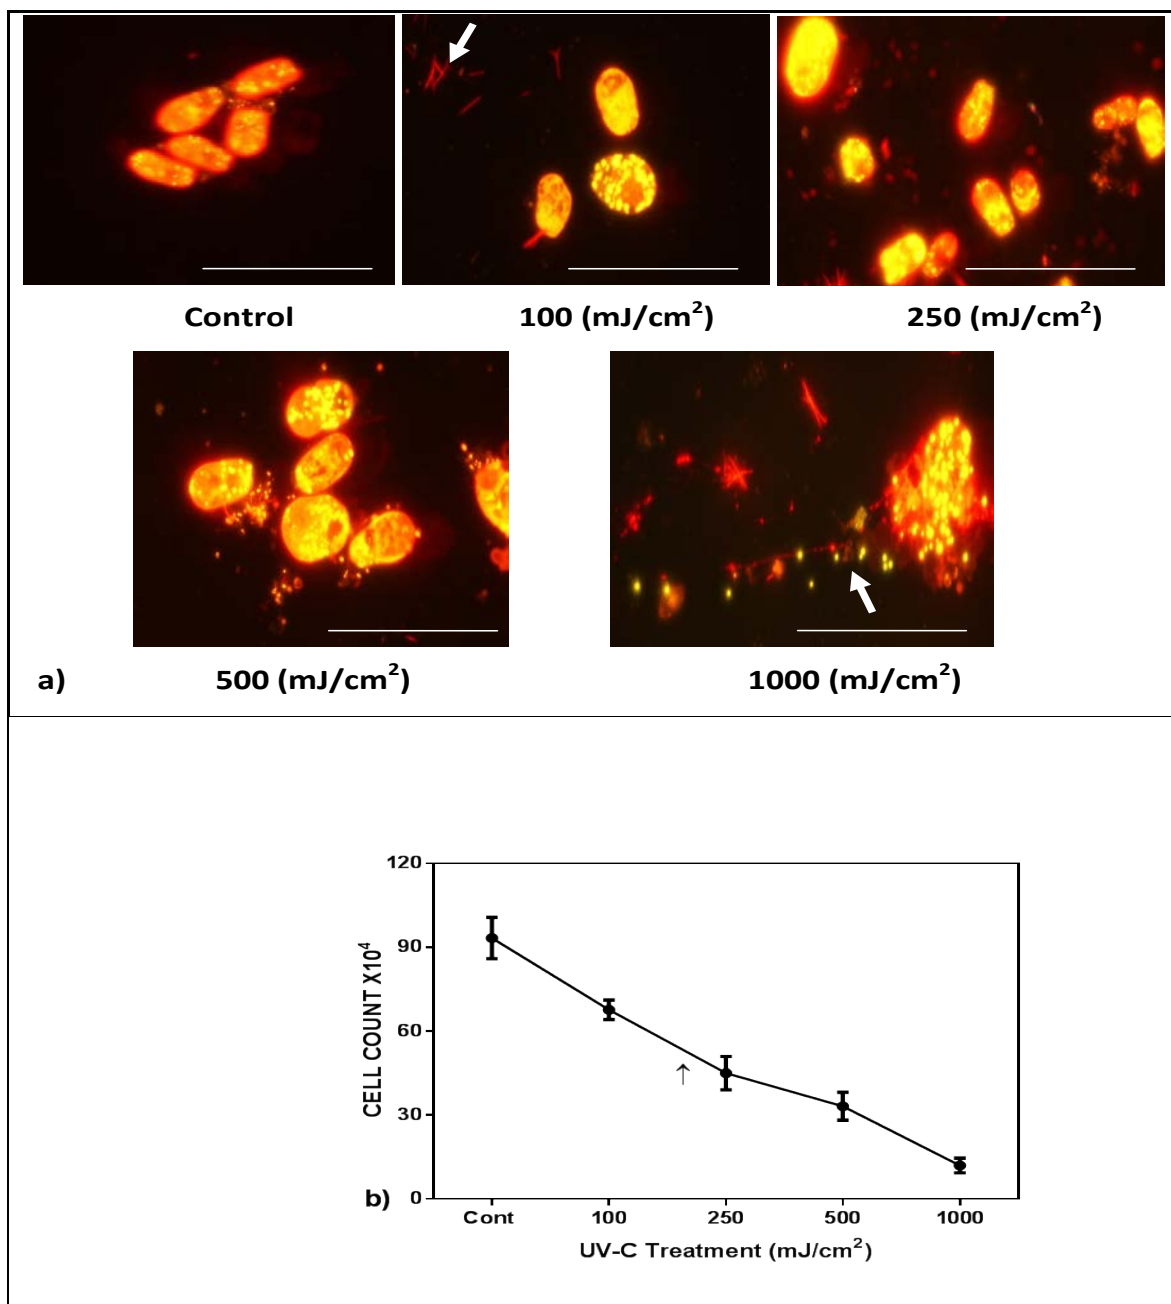 Control 100 (mJ/cm²) 250 (mJ/cm²)
a) 500 (mJ/cm²) 1000 (mJ/cm²)
120
90
60
30
0
CELL COUNT X10⁴
b)
Cont 100 250 500 1000
UV-C Treatment (mJ/cm²)